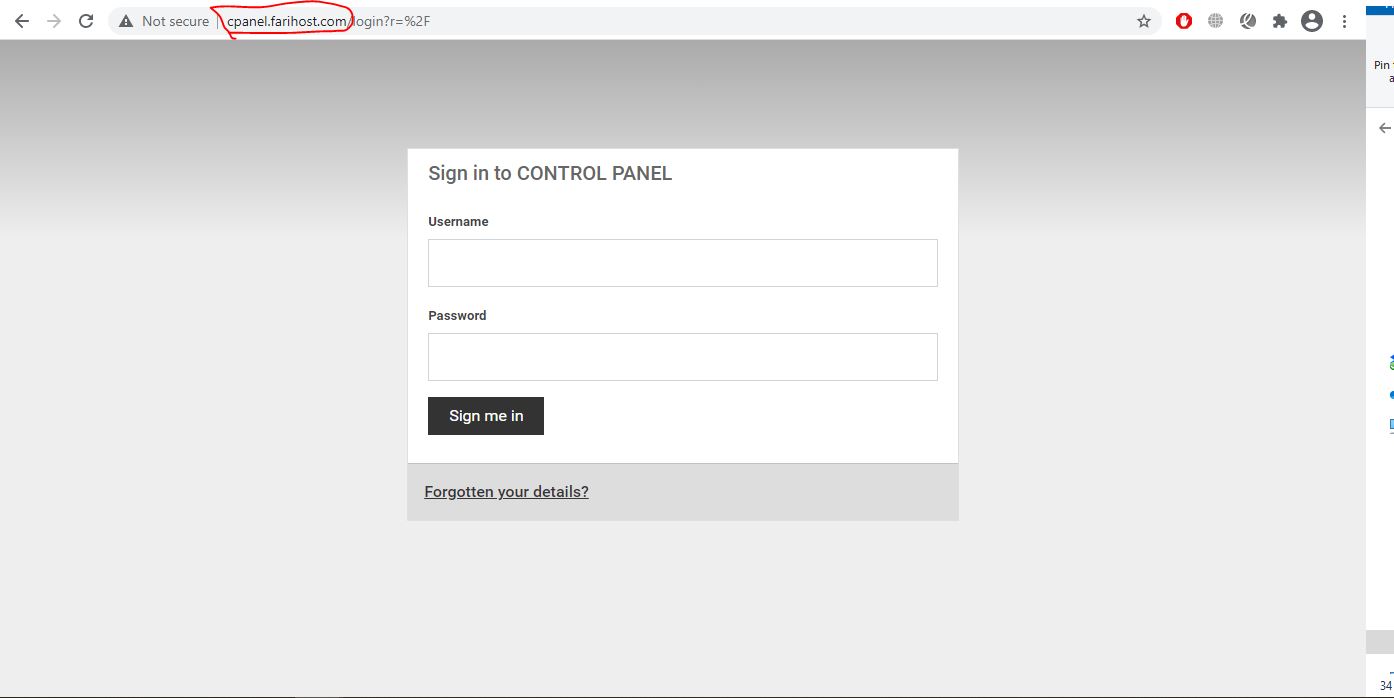 Not secure | cpanel.farihost.com/login?r=%2F
Pin
a
Sign in to CONTROL PANEL
Username
Password
Sign me in
Forgotten your details?
34